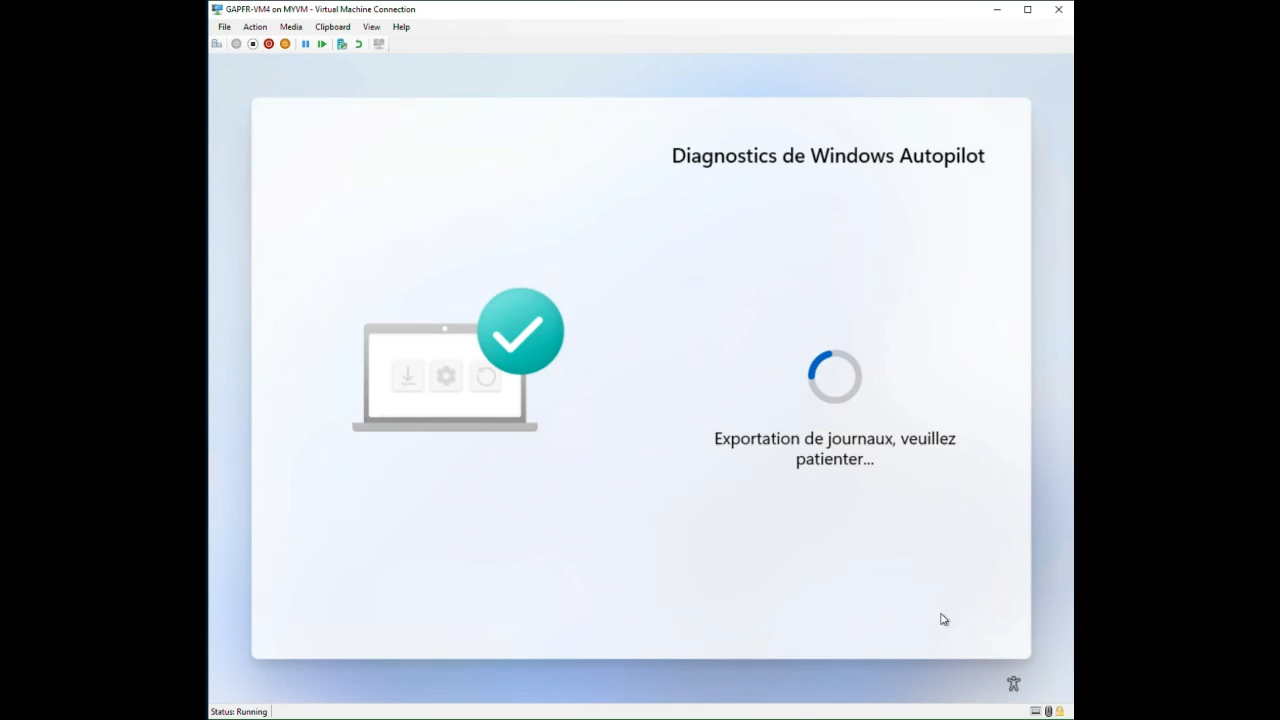 GAPFR-VM4 on MYVM - Virtual Machine Connection
File Action Media Clipboard View Help
Diagnostics de Windows Autopilot
Exportation de journaux, veuillez
patienter...
Status: Running